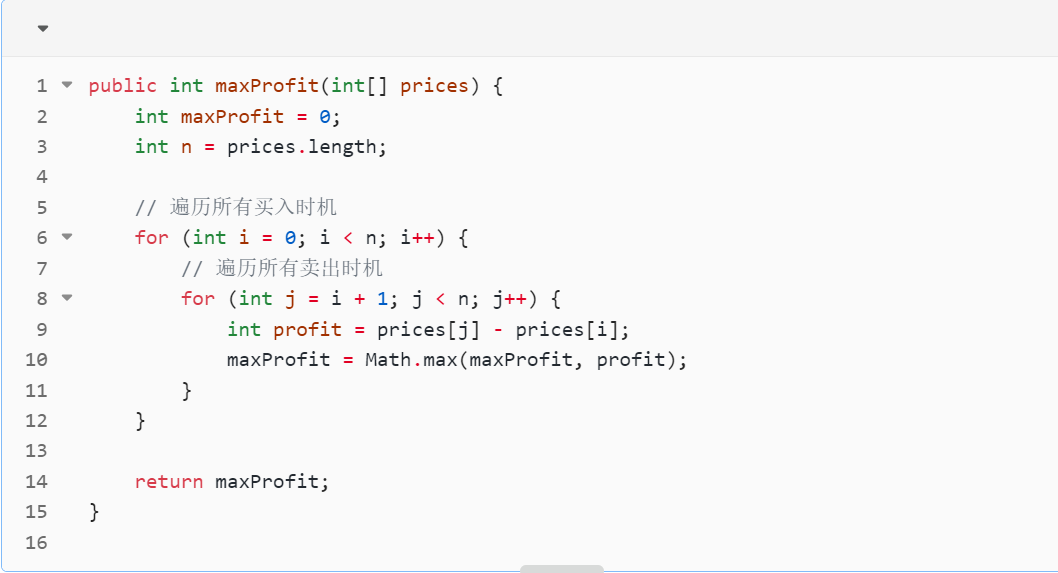 1 public int maxProfit(int[] prices) {
2     int maxProfit = 0;
3     int n = prices.length;
4
5     // 遍历所有买入时机
6     for (int i = 0; i < n; i++) {
7         // 遍历所有卖出时机
8         for (int j = i + 1; j < n; j++) {
9             int profit = prices[j] - prices[i];
10             maxProfit = Math.max(maxProfit, profit);
11         }
12     }
13
14     return maxProfit;
15 }
16